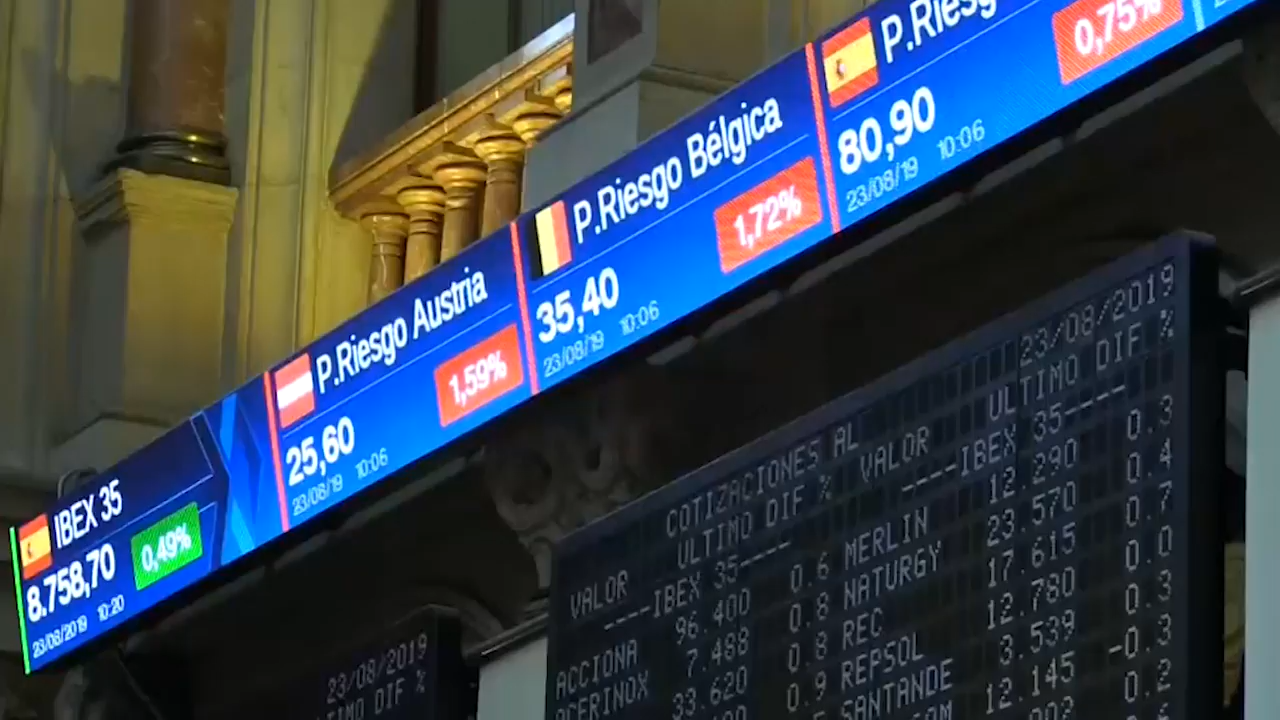 IBEX 35
8.758,70
0,49%
23/08/2019 10:20
P.Riesgo Austria
25,60
1,59%
23/08/19 10:06
P.Riesgo Bélgica
35,40
1,72%
23/08/19 10:06
0,75%
80,90
23/08/19 10:06
COTIZACIONES AL 23/08/2019
VALOR ULTIMO DIF % VALOR ULTIMO DIF %
----IBEX 35---- ----IBEX 35----
ACCIONA 96.400 0.6 MERLIN 12.290 0.3
ACERINOX 7.488 0.8 NATURGY 23.570 0.4
33.620 0.8 REC 17.615 0.7
0.9 REPSOL 12.780 0.0
SANTANDE 3.539 0.3
12.145 -0.3
0.2
23/08/2019
DIF %